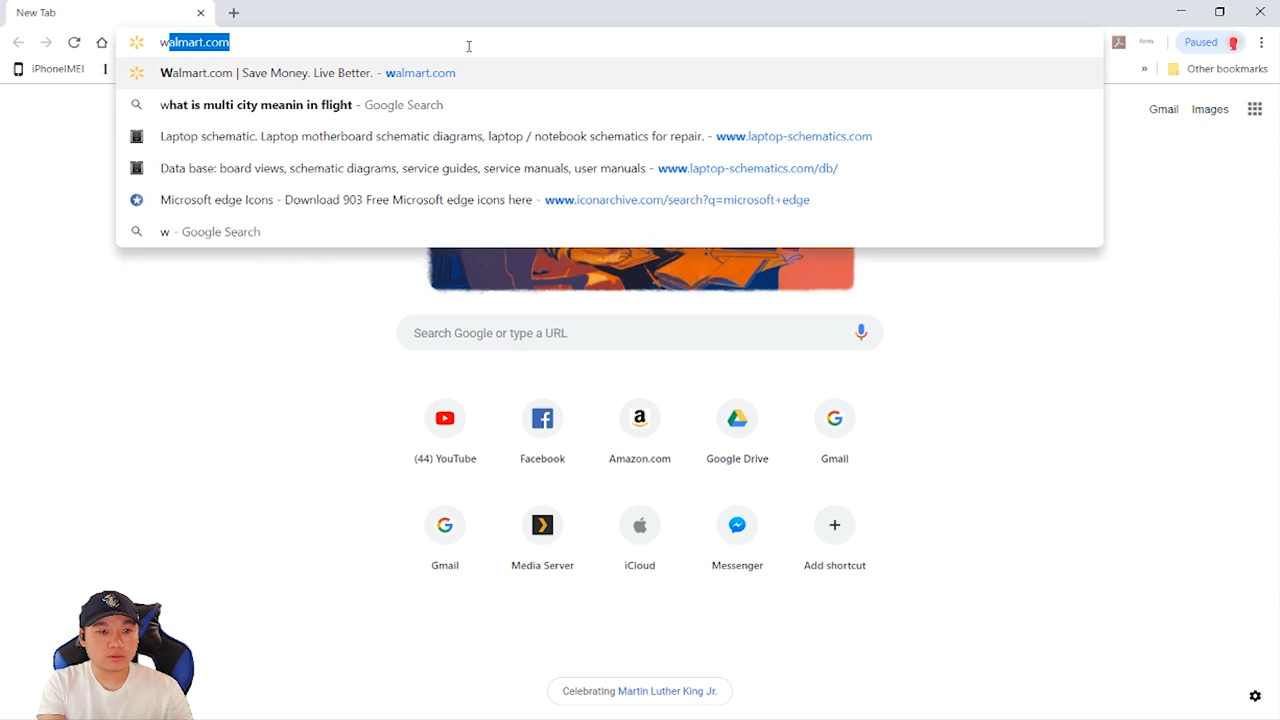 New Tab
walmart.com
Paused
iPhoneIMEI
»
Other bookmarks
Walmart.com | Save Money. Live Better. - walmart.com
what is multi city meanin in flight - Google Search
Laptop schematic. Laptop motherboard schematic diagrams, laptop / notebook schematics for repair. - www.laptop-schematics.com
Data base: board views, schematic diagrams, service guides, service manuals, user manuals - www.laptop-schematics.com/db/
Microsoft edge Icons - Download 903 Free Microsoft edge icons here - www.iconarchive.com/search?q=microsoft+edge
w - Google Search
Gmail Images
Search Google or type a URL
(44) YouTube Facebook Amazon.com Google Drive Gmail
Gmail Media Server iCloud Messenger Add shortcut
Celebrating Martin Luther King Jr.